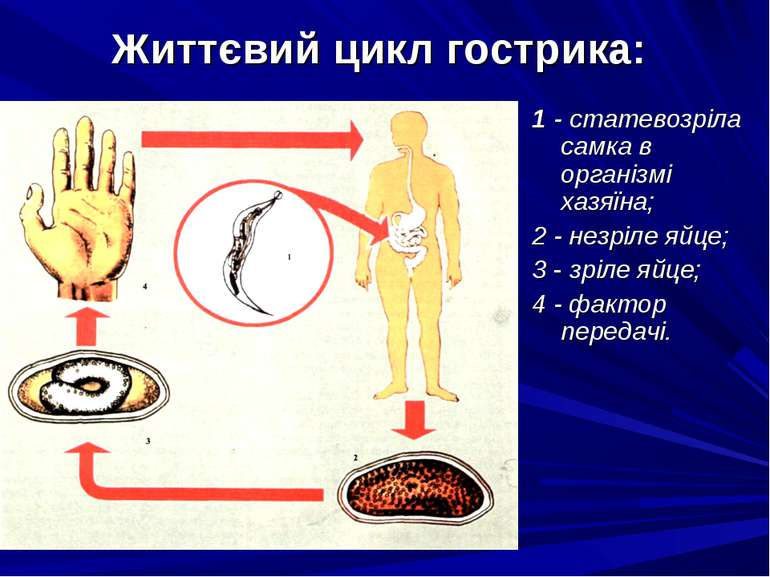 Життєвий цикл гострика:
1 - статевозріла
самка в
організмі
хазяїна;
2 - незріле яйце;
3 - зріле яйце;
4 - фактор
передачі.
1
4
3
2